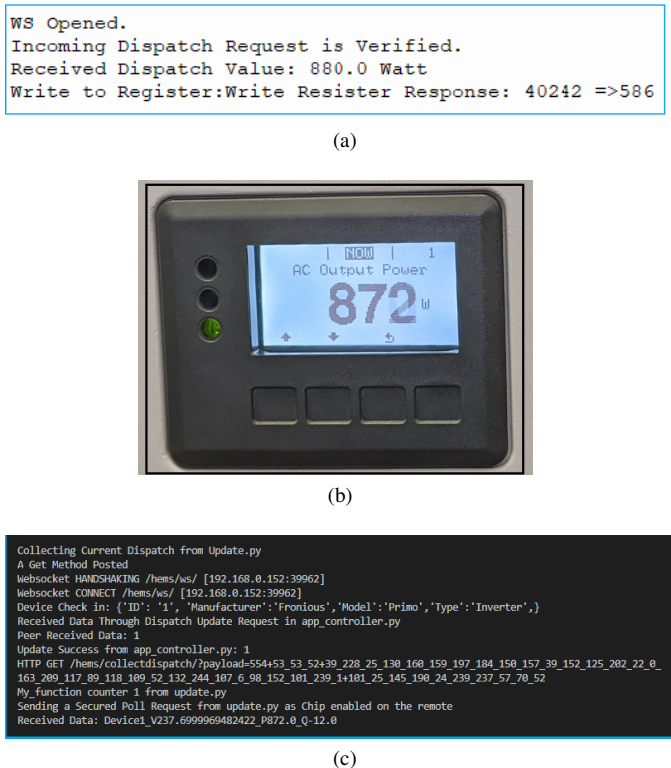 WS Opened.
Incoming Dispatch Request is Verified.
Received Dispatch Value: 880.0 Watt
Write to Register:Write Resister Response: 40242 =>586
(a)
| NOW | 1
AC Output Power
872 W
(b)
Collecting Current Dispatch from Update.py
A Get Method Posted
Websocket HANDSHAKING /hems/ws/ [192.168.0.152:39962]
Websocket CONNECT /hems/ws/ [192.168.0.152:39962]
Device Check in: {'ID': '1', 'Manufacturer':'Fronious','Model':'Primo','Type':'Inverter',}
Received Data Through Dispatch Update Request in app_controller.py
Peer Received Data: 1
Update Success from app_controller.py: 1
HTTP GET /hems/collectdispatch/?payload=554+53_53_52+39_228_25_130_160_159_197_184_150_157_39_152_125_202_22_0_
163_209_117_89_118_109_52_132_244_107_6_98_152_101_239_1+101_25_145_190_24_239_237_57_70_52
My_function counter 1 from update.py
Sending a Secured Poll Request from update.py as Chip enabled on the remote
Received Data: Device1_V237.6999969482422_P872.0_Q-12.0
(c)